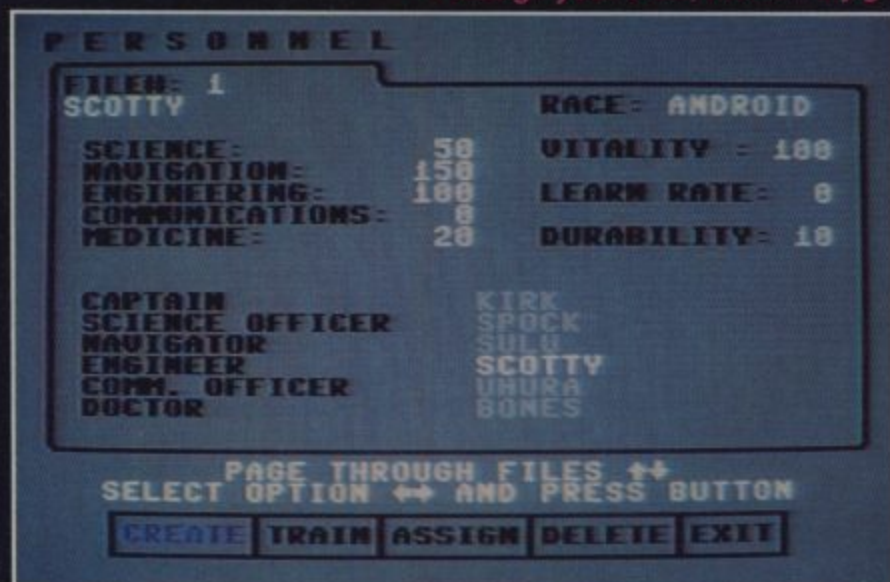 PERSONNEL
FILE#: 1
SCOTTY
RACE: ANDROID
SCIENCE: 50
NAVIGATION: 150
ENGINEERING: 100
COMMUNICATIONS: 0
MEDICINE: 20
VITALITY : 100
LEARN RATE: 0
DURABILITY: 10
CAPTAIN KIRK
SCIENCE OFFICER SPOCK
NAVIGATOR SULU
ENGINEER SCOTTY
COMM. OFFICER UHURA
DOCTOR BONES
PAGE THROUGH FILES ↑↓
SELECT OPTION ←→ AND PRESS BUTTON
CREATE TRAIN ASSIGN DELETE EXIT